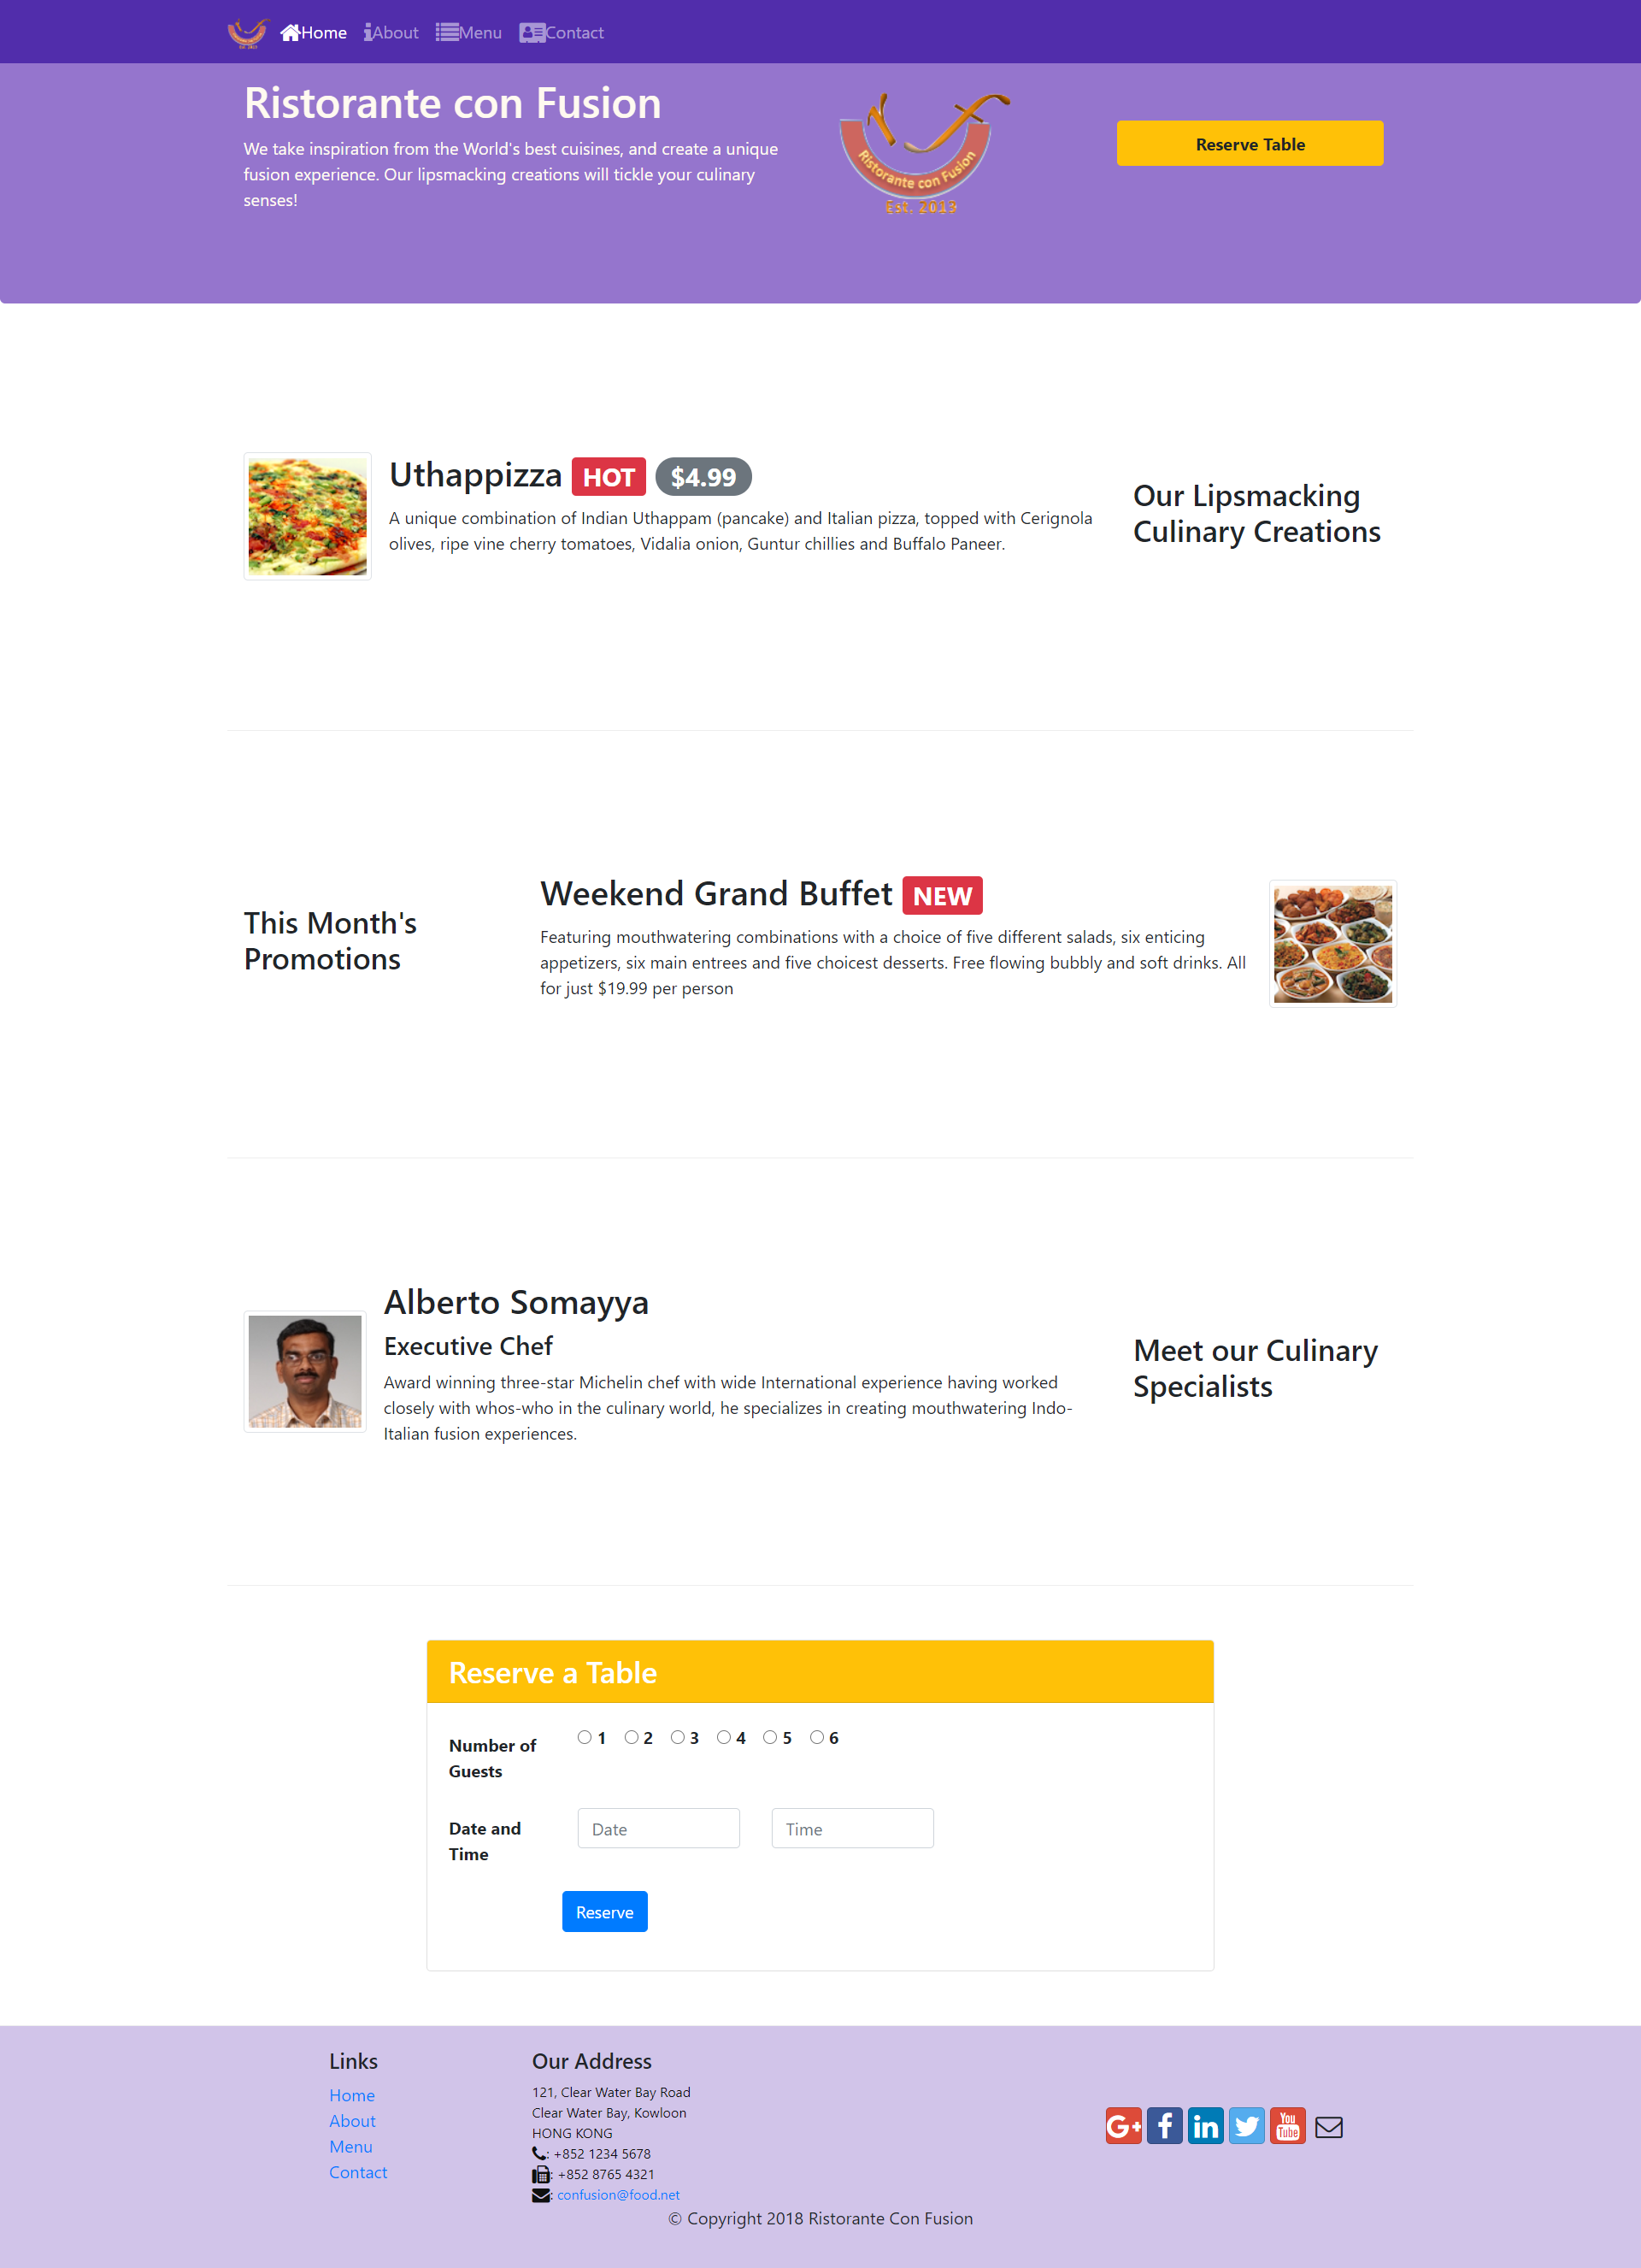 Home About Menu Contact
Ristorante con Fusion
We take inspiration from the World's best cuisines, and create a unique
fusion experience. Our lipsmacking creations will tickle your culinary
senses!
Ristorante con Fusion
Est. 2013
Reserve Table
Uthappizza HOT $4.99
A unique combination of Indian Uthappam (pancake) and Italian pizza, topped with Cerignola
olives, ripe vine cherry tomatoes, Vidalia onion, Guntur chillies and Buffalo Paneer.
Our Lipsmacking
Culinary Creations
This Month's
Promotions
Weekend Grand Buffet NEW
Featuring mouthwatering combinations with a choice of five different salads, six enticing
appetizers, six main entrees and five choicest desserts. Free flowing bubbly and soft drinks. All
for just $19.99 per person
Alberto Somayya
Executive Chef
Award winning three-star Michelin chef with wide International experience having worked
closely with whos-who in the culinary world, he specializes in creating mouthwatering Indo-
Italian fusion experiences.
Meet our Culinary
Specialists
Reserve a Table
Number of
Guests
1 2 3 4 5 6
Date and
Time
Date Time
Reserve
Links
Home
About
Menu
Contact
Our Address
121, Clear Water Bay Road
Clear Water Bay, Kowloon
HONG KONG
: +852 1234 5678
: +852 8765 4321
: confusion@food.net
G+ f in You Tube
© Copyright 2018 Ristorante Con Fusion